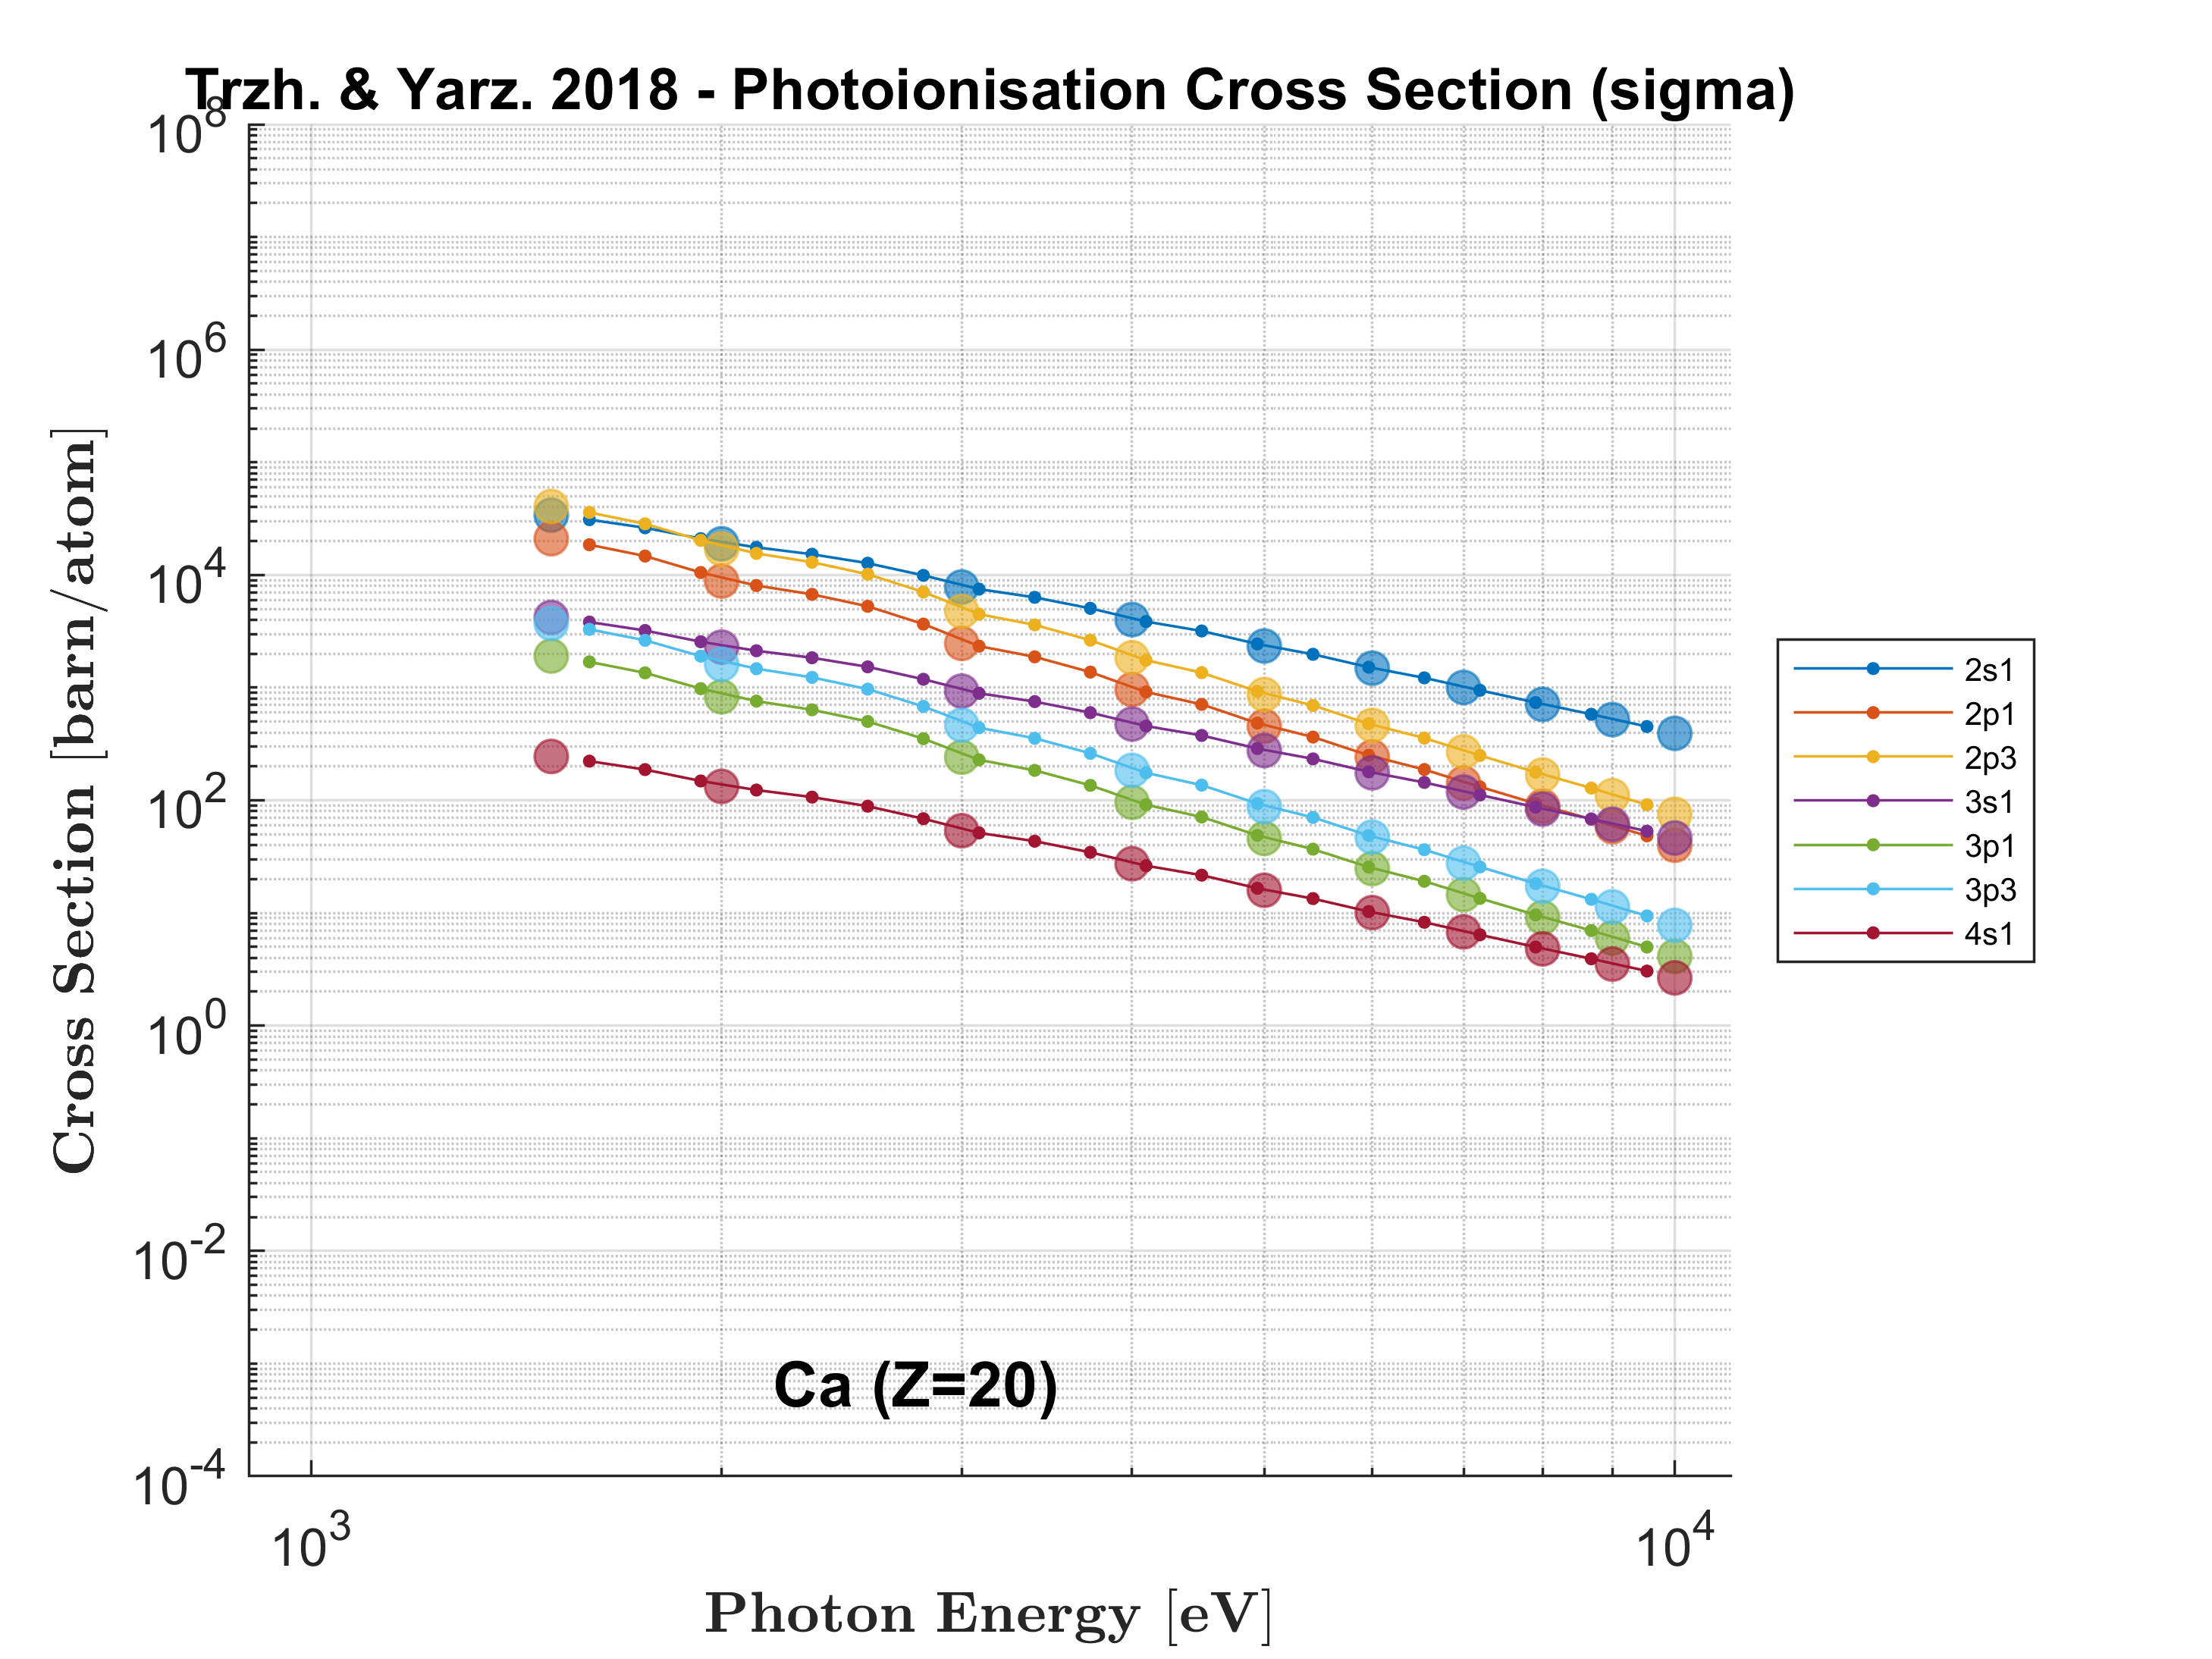 Trzh. & Yarz. 2018 - Photoionisation Cross Section (sigma)
10^8
10^6
10^4
10^2
10^0
10^-2
10^-4
Cross Section [barn/atom]
2s1
2p1
2p3
3s1
3p1
3p3
4s1
Ca (Z=20)
10^3
10^4
Photon Energy [eV]